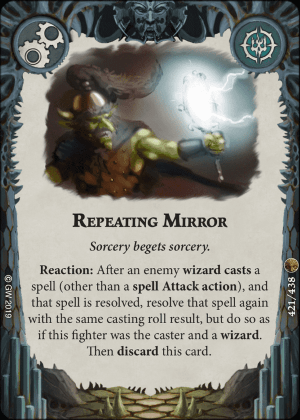 REPEATING MIRROR
Sorcery begets sorcery.
Reaction: After an enemy wizard casts a
spell (other than a spell Attack action), and
that spell is resolved, resolve that spell again
with the same casting roll result, but do so as
if this fighter was the caster and a wizard.
Then discard this card.
© GW 2019
421/438